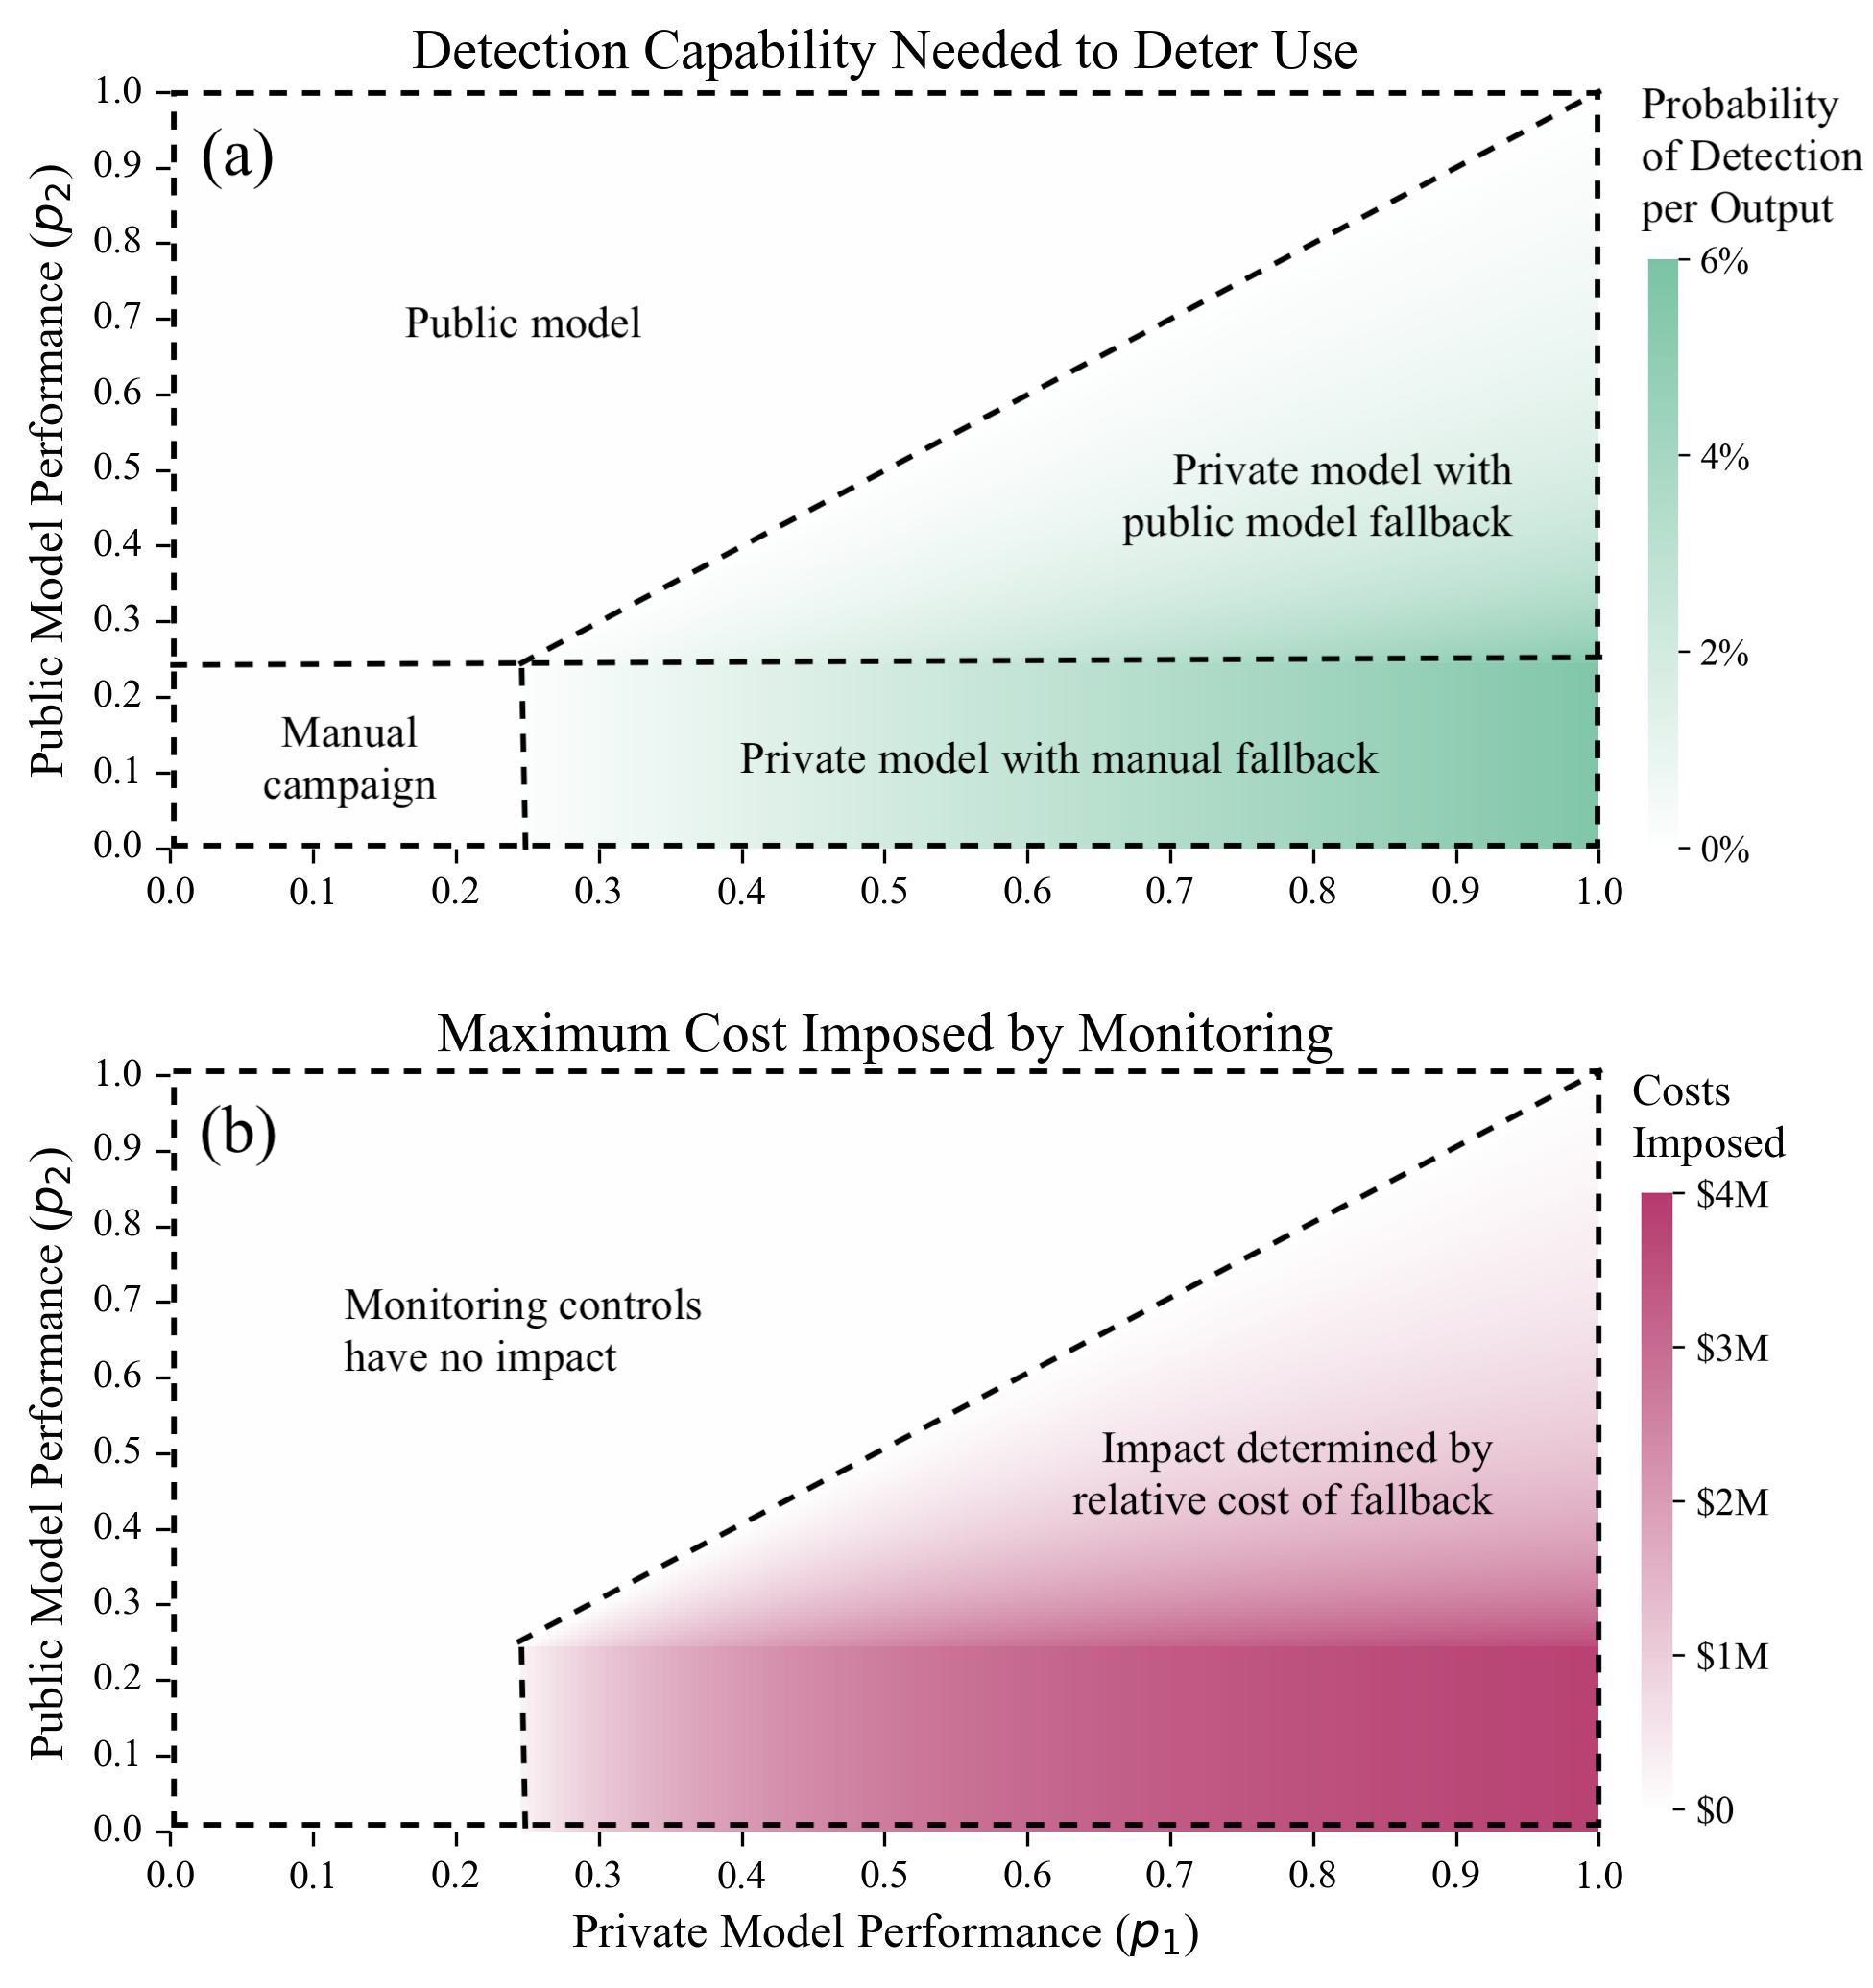 Detection Capability Needed to Deter Use
(a)
Public Model Performance (p2)
1.0
0.9
0.8
0.7
0.6
0.5
0.4
0.3
0.2
0.1
0.0
Public model
Private model with
public model fallback
Manual
campaign
Private model with manual fallback
0.0 0.1 0.2 0.3 0.4 0.5 0.6 0.7 0.8 0.9 1.0
Probability
of Detection
per Output
6%
4%
2%
0%
Maximum Cost Imposed by Monitoring
(b)
Public Model Performance (p2)
1.0
0.9
0.8
0.7
0.6
0.5
0.4
0.3
0.2
0.1
0.0
Monitoring controls
have no impact
Impact determined by
relative cost of fallback
0.0 0.1 0.2 0.3 0.4 0.5 0.6 0.7 0.8 0.9 1.0
Private Model Performance (p1)
Costs
Imposed
$4M
$3M
$2M
$1M
$0